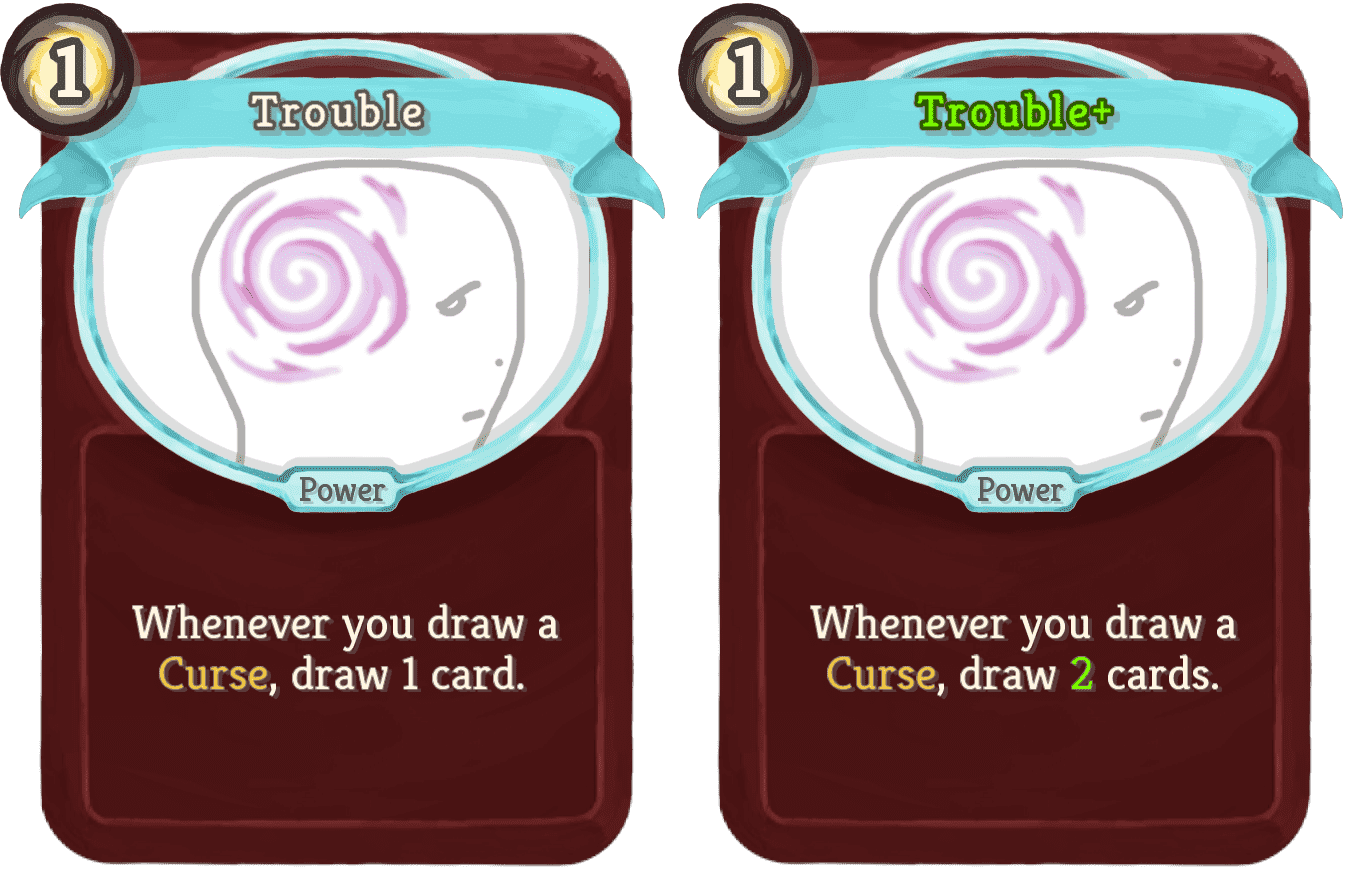 1
Trouble
Power
Whenever you draw a
Curse, draw 1 card.
1
Trouble+
Power
Whenever you draw a
Curse, draw 2 cards.